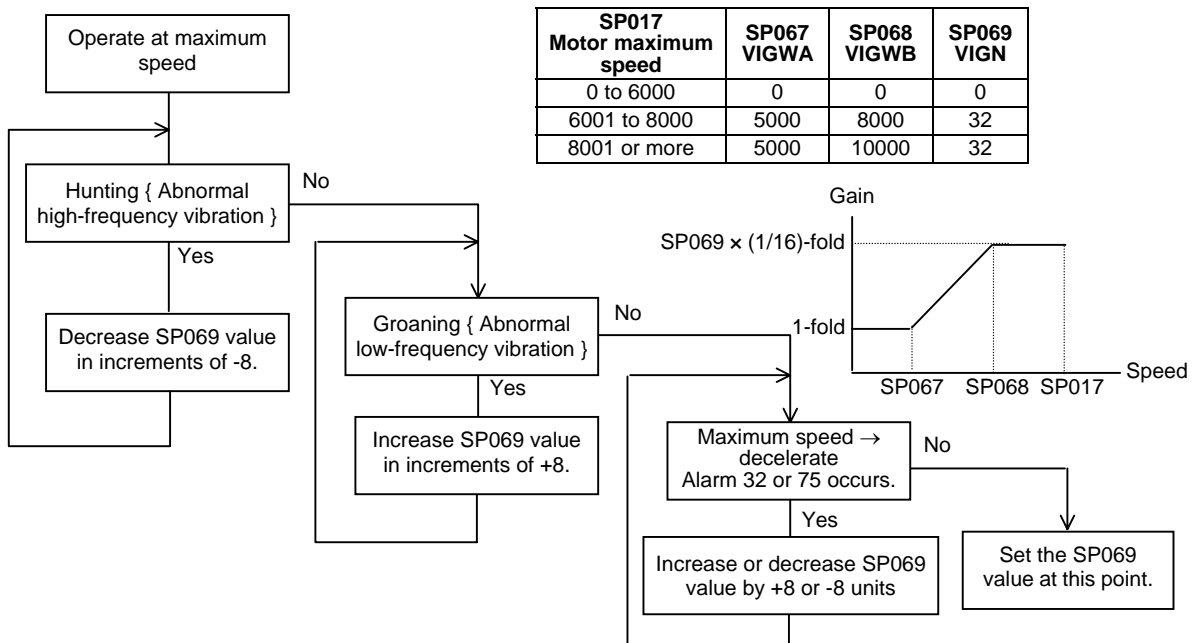 Operate at maximum
speed
SP017
Motor maximum
speed
SP067
VIGWA
SP068
VIGWB
SP069
VIGN
0 to 6000 0 0 0
6001 to 8000 5000 8000 32
8001 or more 5000 10000 32
Hunting { Abnormal
high-frequency vibration }
No
Yes
Decrease SP069 value
in increments of -8.
Groaning { Abnormal
low-frequency vibration }
No
Yes
Increase SP069 value
in increments of +8.
Gain
SP069 × (1/16)-fold
1-fold
SP067 SP068 SP017
Speed
Maximum speed →
decelerate
Alarm 32 or 75 occurs.
No
Yes
Increase or decrease SP069
value by +8 or -8 units
Set the SP069
value at this point.